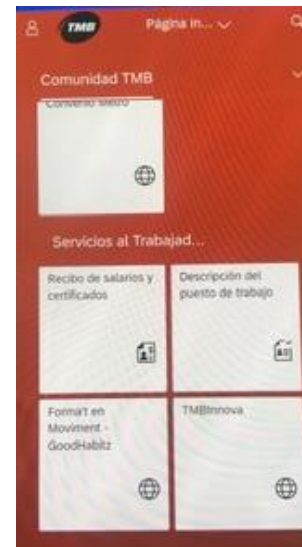 TMB
Página in...
Comunidad TMB
Convenio Metro
Servicios al Trabajad...
Recibo de salarios y
certificados
Descripción del
puesto de trabajo
Forma't en
Moviment -
GoodHabitz
TMBInnova